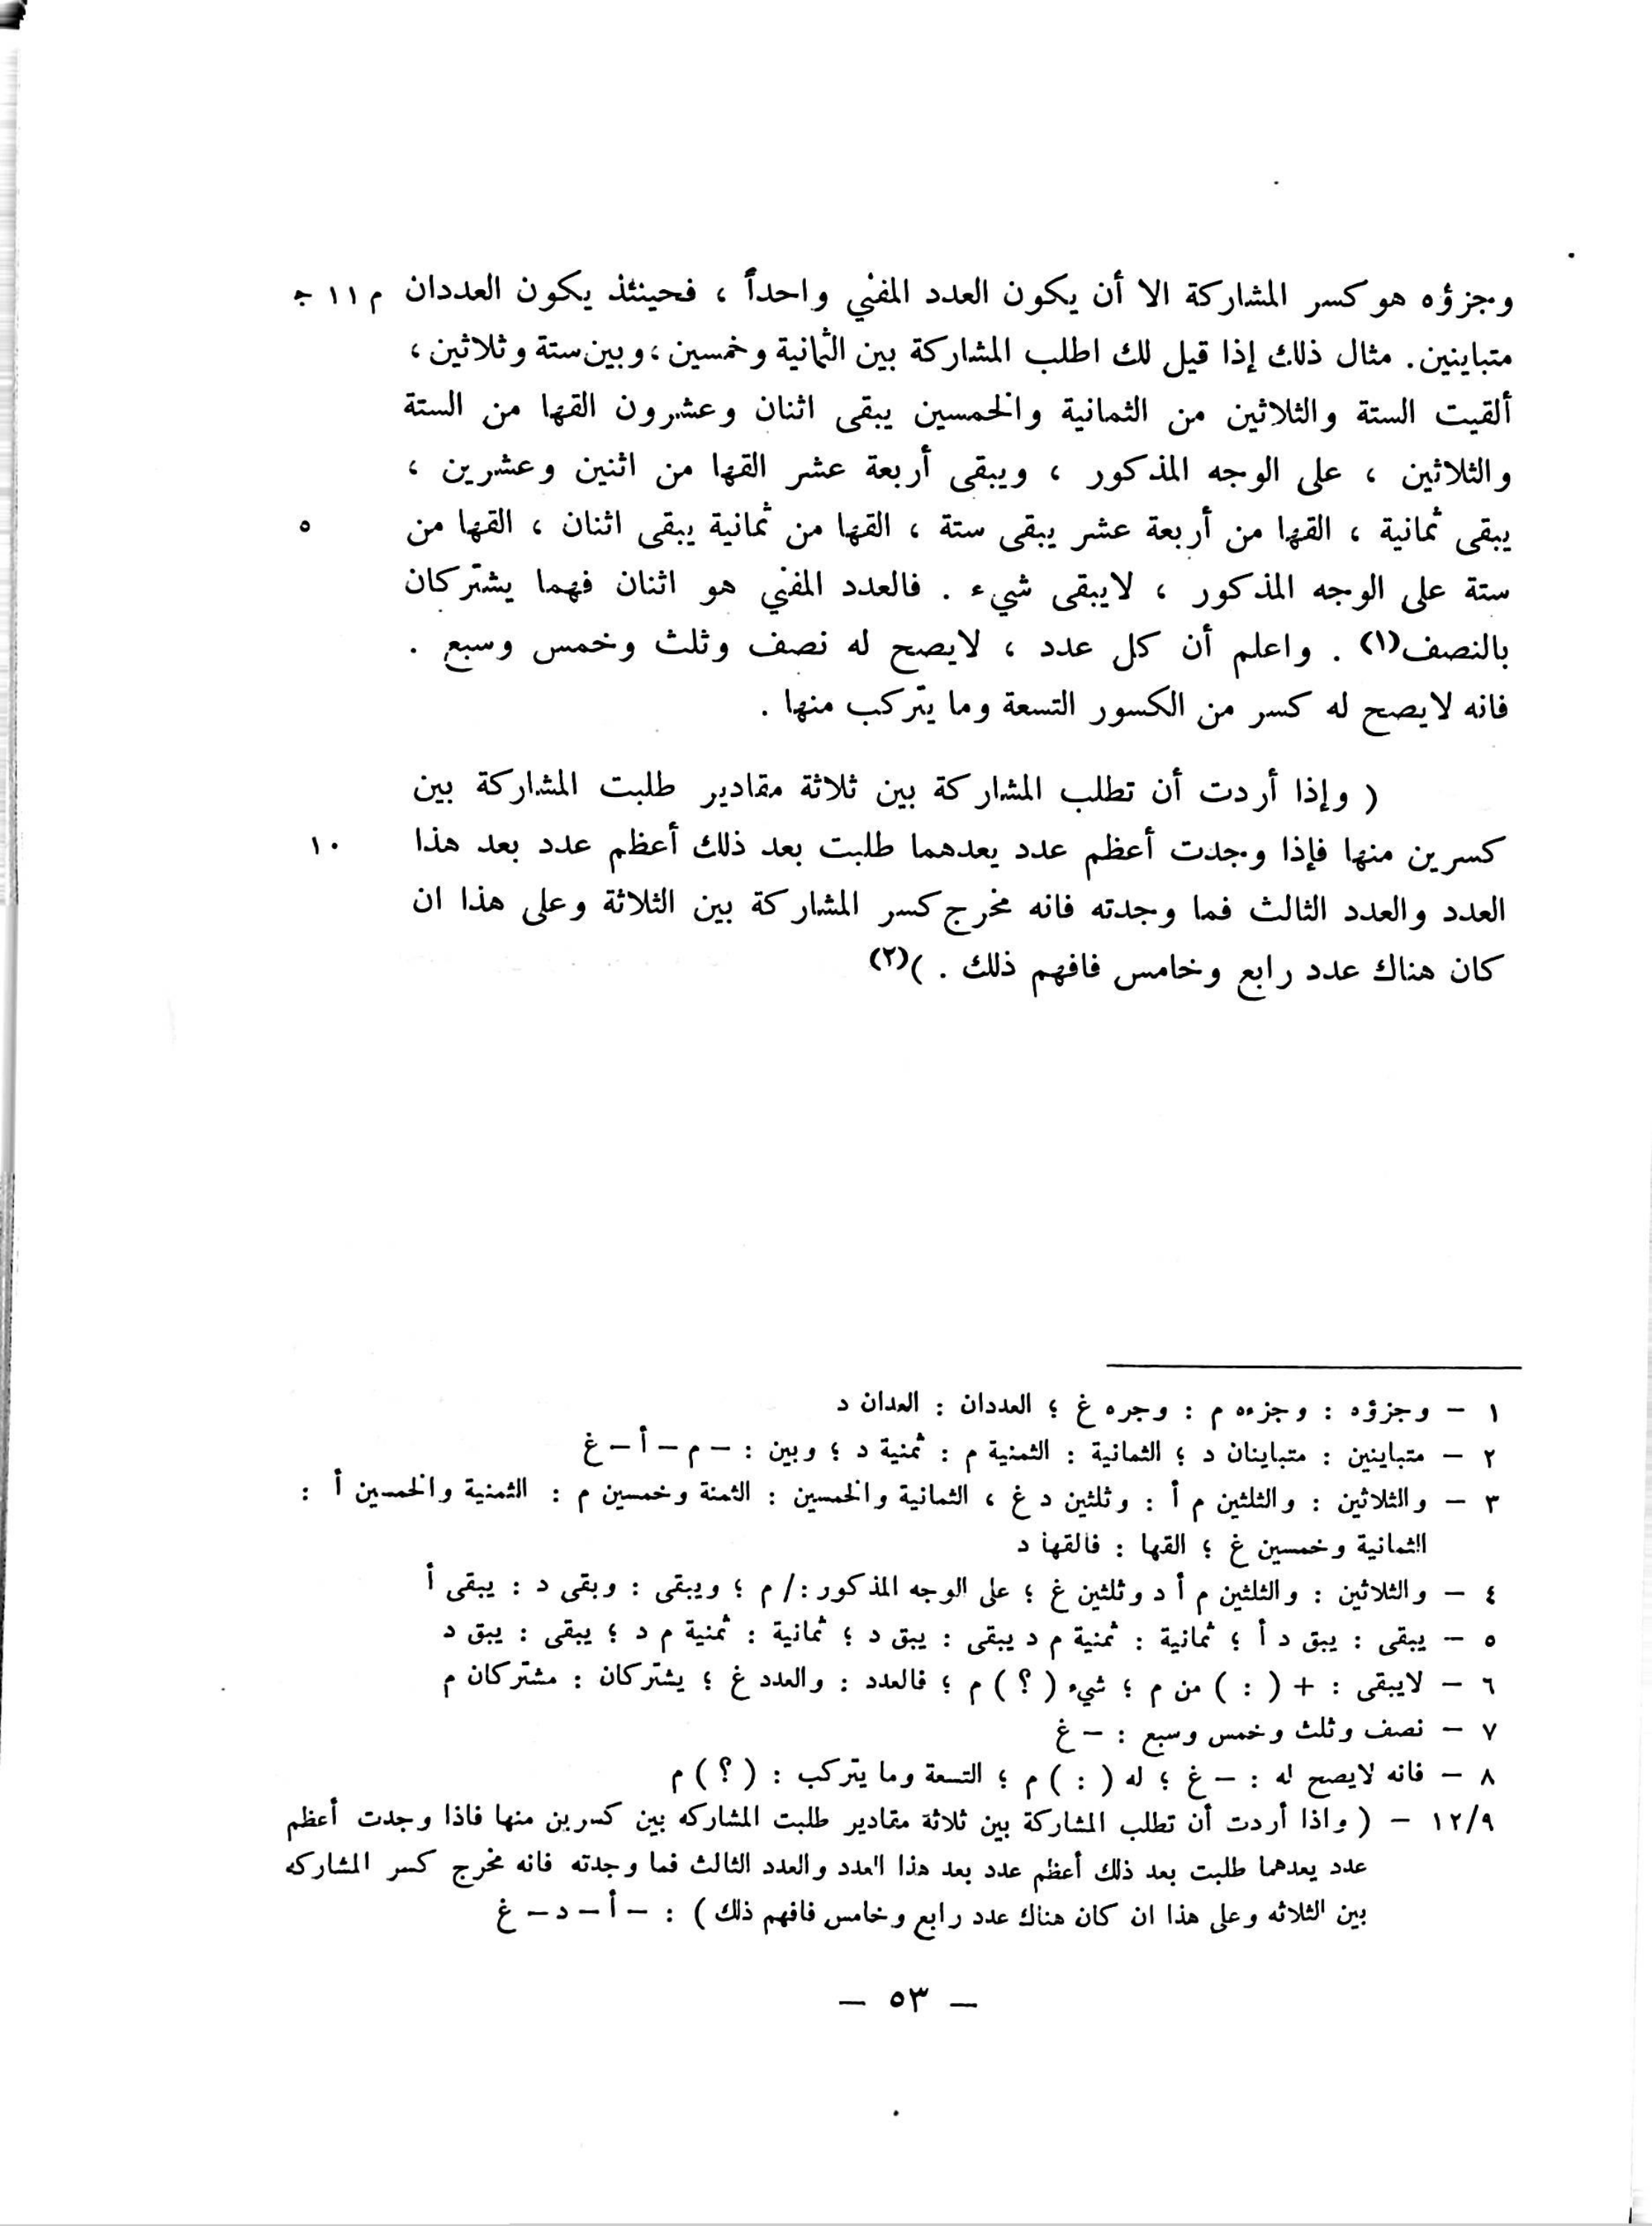 وجزؤه هو كسر المشاركة الا أن يكون العدد المفني واحداً ، فحينئذ يكون العددان م ١١ ج
متباينين. مثال ذلك إذا قيل لك اطلب المشاركة بين الثمانية وخمسين ، وبين ستة وثلاثين ،
ألقيت الستة والثلاثين من الثمانية والخمسين يبقى اثنان وعشرون القها من الستة
والثلاثين ، على الوجه المذكور ، ويبقى أربعة عشر القها من اثنين وعشرين ،
يبقى ثمانية ، القها من أربعة عشر يبقى ستة ، القها من ثمانية يبقى اثنان ، القها من ٥
ستة على الوجه المذكور ، لايبقى شيء . فالعدد المفني هو اثنان فهما يشتركان
بالنصف(١) . واعلم أن كل عدد ، لايصح له نصف وثلث وخمس وسبع .
فانه لايصح له كسر من الكسور التسعة وما يتركب منها .
( وإذا أردت أن تطلب المشاركة بين ثلاثة مقادير طلبت المشاركة بين
كسرين منها فإذا وجدت أعظم عدد يعدهما طلبت بعد ذلك أعظم عدد بعد هذا ١٠
العدد والعدد الثالث فما وجدته فانه مخرج كسر المشاركة بين الثلاثة وعلى هذا ان
كان هناك عدد رابع وخامس فافهم ذلك . )(٢)
١ – وجزؤه : وجزءه م : وجره غ ؛ العددان : العدان د
٢ – متباينين : متباينان د ؛ الثمانية : الثمنية م : ثمنية د ؛ وبين : – م – أ – غ
٣ – والثلاثين : والثلثين م أ : وثلثين د غ ، الثمانية والخمسين : الثمنة وخمسين م : الثمنية والخمسين أ :
الثمانية وخمسين غ ؛ القها : فالقها د
٤ – والثلاثين : والثلثين م أ د وثلثين غ ؛ على الوجه المذكور : / م ؛ ويبقى : وبقى د : يبقى أ
٥ – يبقى : يبق د أ ؛ ثمانية : ثمنية م د يبقى : يبق د ؛ ثمانية : ثمنية م د ؛ يبقى : يبق د
٦ – لايبقى : + ( : ) من م ؛ شيء ( ؟ ) م ؛ فالعدد : والعدد غ ؛ يشتركان : مشتركان م
٧ – نصف وثلث وخمس وسبع : – غ
٨ – فانه لايصح له : – غ ؛ له ( : ) م ؛ التسعة وما يتركب : ( ؟ ) م
١٢/٩ – ( واذا أردت أن تطلب المشاركة بين ثلاثة مقادير طلبت المشاركه بين كسرين منها فاذا وجدت أعظم
عدد يعدهما طلبت بعد ذلك أعظم عدد بعد هذا العدد والعدد الثالث فما وجدته فانه مخرج كسر المشاركه
بين الثلاثه وعلى هذا ان كان هناك عدد رابع وخامس فافهم ذلك ) : – أ – د – غ
– ٥٣ –